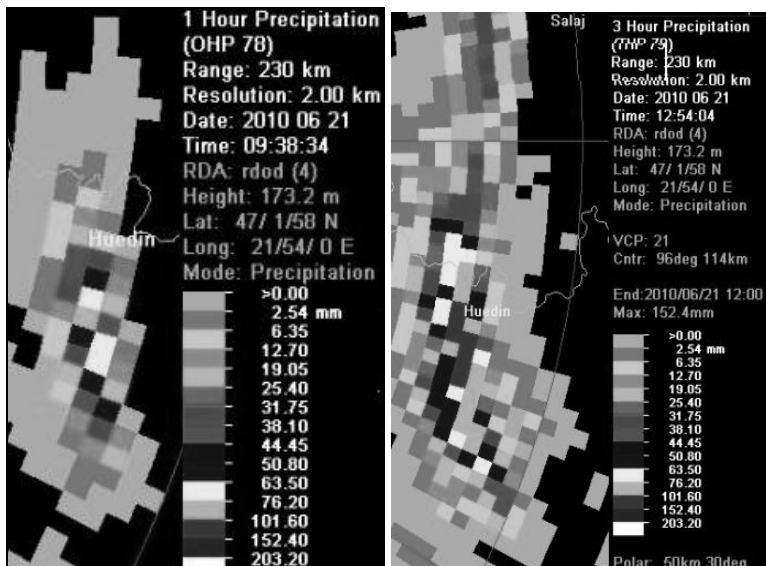 1 Hour Precipitation
(OHP 78)
Range: 230 km
Resolution: 2.00 km
Date: 2010 06 21
Time: 09:38:34
RDA: rdod (4)
Height: 173.2 m
Lat: 47/ 1/58 N
Long: 21/54/ 0 E
Mode: Precipitation
Huedin
>0.00
2.54 mm
6.35
12.70
19.05
25.40
31.75
38.10
44.45
50.80
63.50
76.20
101.60
152.40
203.20
Salaj
3 Hour Precipitation
(THP 79)
Range: 230 km
Resolution: 2.00 km
Date: 2010 06 21
Time: 12:54:04
RDA: rdod (4)
Height: 173.2 m
Lat: 47/ 1/58 N
Long: 21/54/ 0 E
Mode: Precipitation
VCP: 21
Cntr: 96deg 114km
End:2010/06/21 12:00
Max: 152.4mm
Huedin
>0.00
2.54 mm
6.35
12.70
19.05
25.40
31.75
38.10
44.45
50.80
63.50
76.20
101.60
152.40
203.20
Polar: 50km 30deg